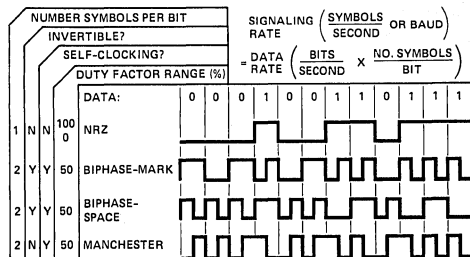 NUMBER SYMBOLS PER BIT
INVERTIBLE?
SELF-CLOCKING?
DUTY FACTOR RANGE (%)
SIGNALING RATE (SYMBOLS/SECOND OR BAUD)
= DATA RATE (BITS/SECOND X NO. SYMBOLS/BIT)
DATA: 0 0 0 1 0 0 1 1 0 1 1 1
1 N N 100 0 NRZ
2 Y Y 50 BIPHASE-MARK
2 Y Y 50 BIPHASE-SPACE
2 N Y 50 MANCHESTER